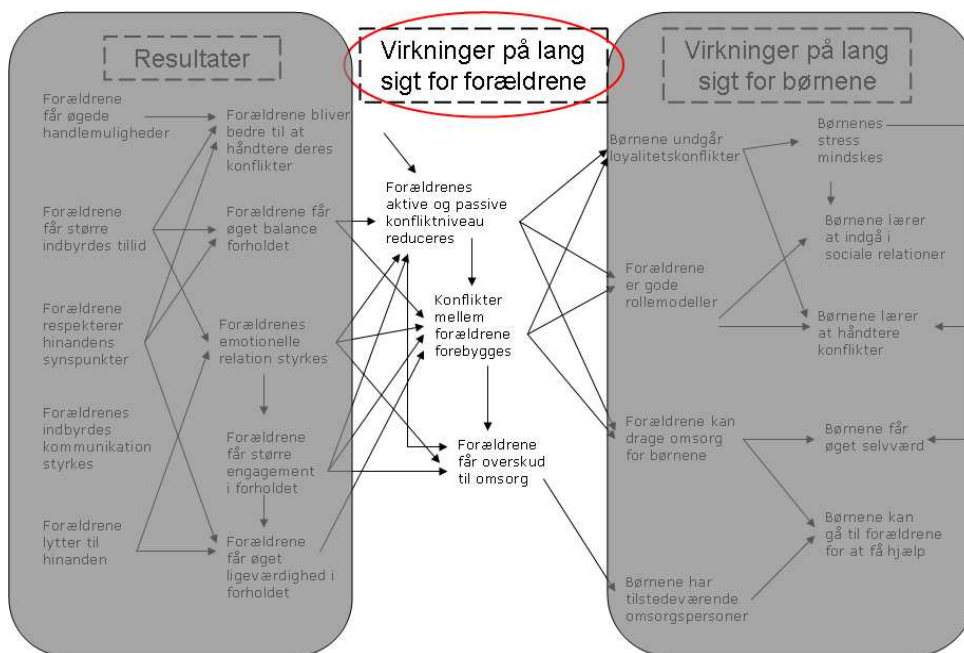 Resultater
Forældrene
får øgede
handlemuligheder
Forældrene
får større
indbyrdes tillid
Forældrene
respekterer
hinandens
synspunkter
Forældrenes
indbyrdes
kommunikation
styrkes
Forældrene
lytter til
hinanden
Forældrene bliver
bedre til at
håndtere deres
konflikter
Forældrene får
øget balance
forholdet
Forældrenes
emotionelle
relation styrkes
Forældrene
får større
engagement
i forholdet
Forældrene
får øget
ligeværdighed i
forholdet
Virkninger på lang
sigt for forældrene
Forældrenes
aktive og passive
konfliktniveau
reduceres
Konflikter
mellem
forældrene
forebygges
Forældrene
får overskud
til omsorg
Virkninger på lang
sigt for børnene
Børnene undgår
loyalitetskonflikter
Forældrene
er gode
rollemodeller
Forældrene kan
drage omsorg
for børnene
Børnene har
tilstedeværende
omsorgspersoner
Børnenes
stress
mindskes
Børnene lærer
at indgå i
sociale relationer
Børnene lærer
at håndtere
konflikter
Børnene får
øget selvværd
Børnene kan
gå til forældrene
for at få hjælp